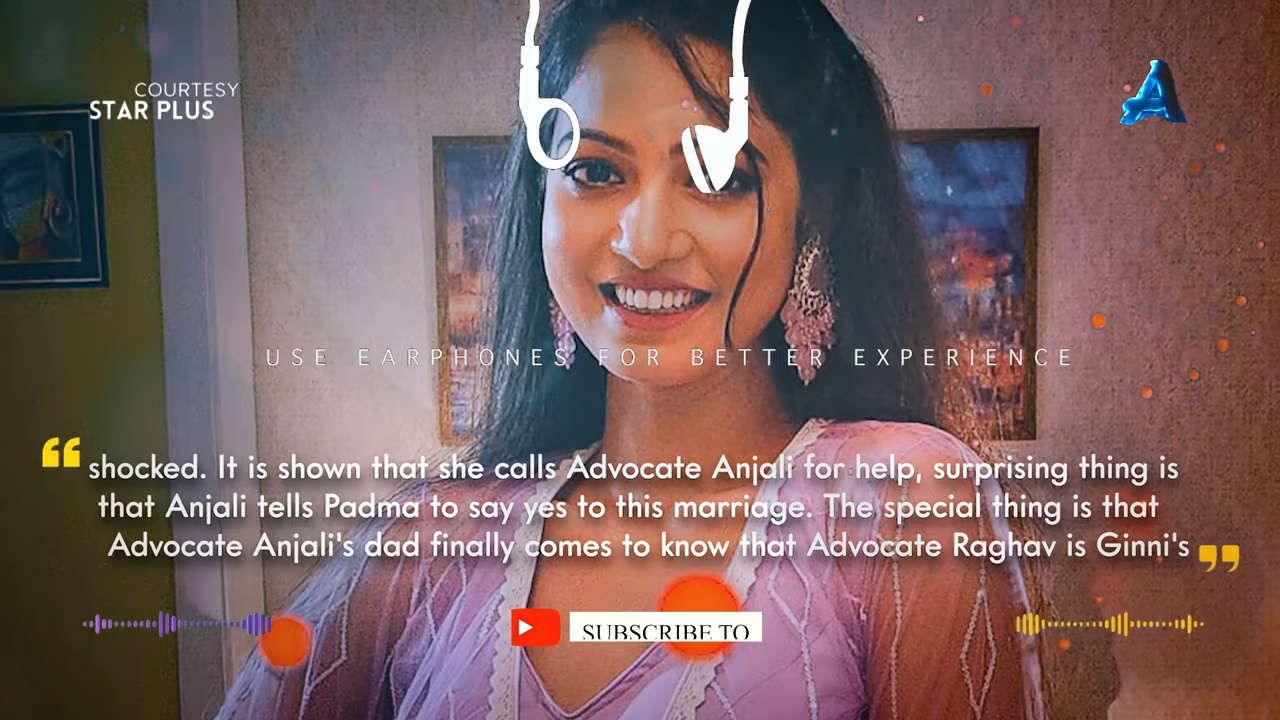 COURTESY
STAR PLUS
A
USE EARPHONES FOR BETTER EXPERIENCE
“ shocked. It is shown that she calls Advocate Anjali for help, surprising thing is
that Anjali tells Padma to say yes to this marriage. The special thing is that
Advocate Anjali's dad finally comes to know that Advocate Raghav is Ginni's ”
SUBSCRIBE TO